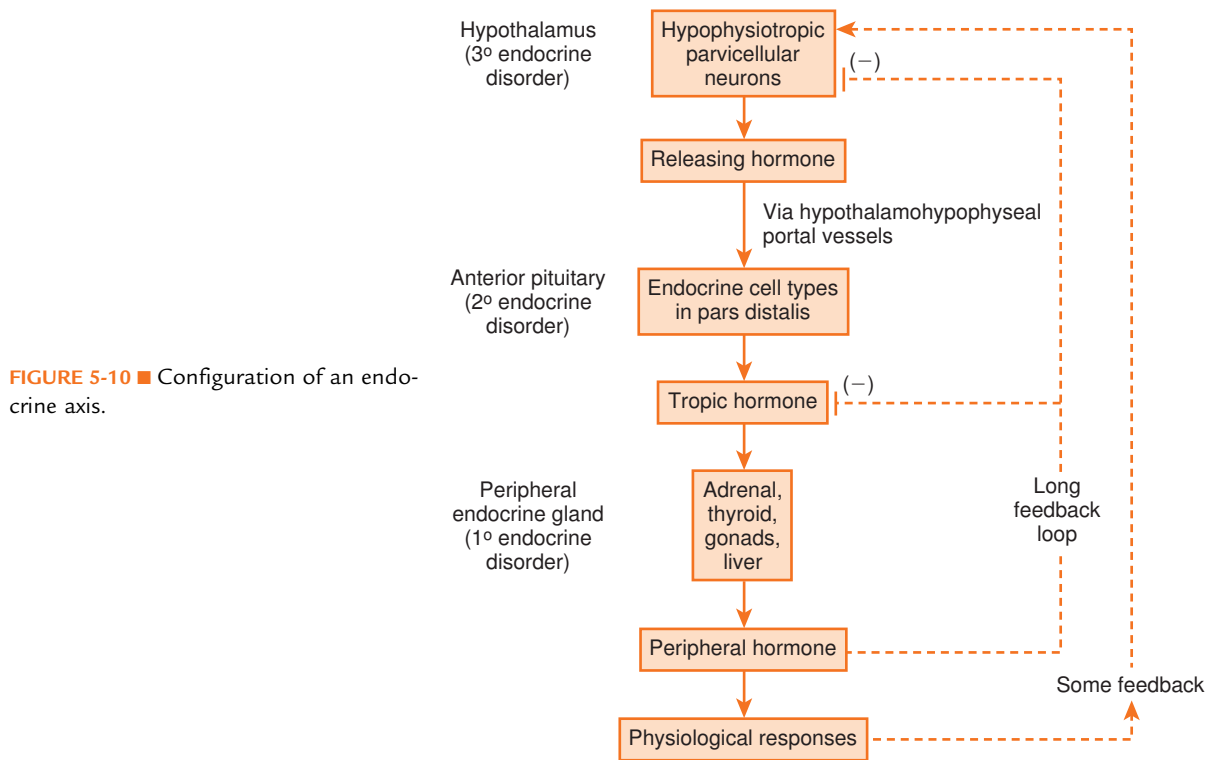 Hypothalamus
(3º endocrine
disorder)
Hypophysiotropic
parvicellular
neurons
(−)
Releasing hormone
Via hypothalamohypophyseal
portal vessels
Anterior pituitary
(2º endocrine
disorder)
Endocrine cell types
in pars distalis
FIGURE 5-10 ■ Configuration of an endo-
crine axis.
Tropic hormone
(−)
Peripheral
endocrine gland
(1º endocrine
disorder)
Adrenal,
thyroid,
gonads,
liver
Long
feedback
loop
Peripheral hormone
Some feedback
Physiological responses